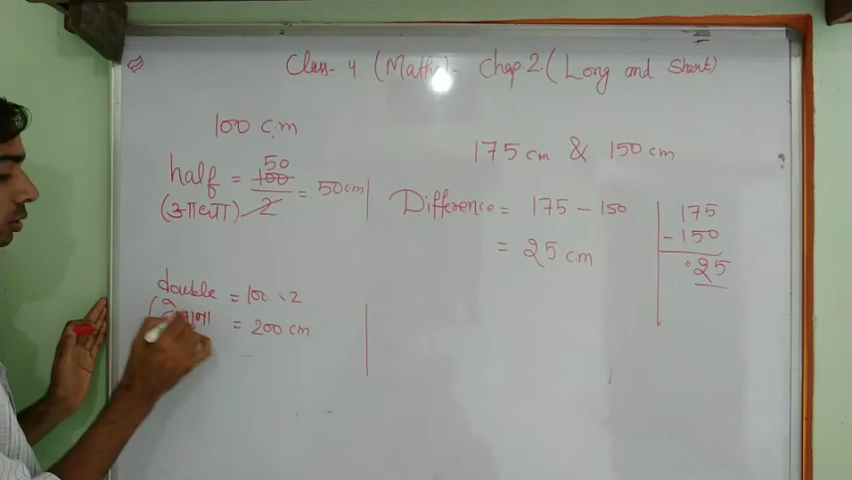 Class- 4 (Maths)- Chap.2 (Long and Short)
100 cm
half = 50 100 / 2 = 50 cm
(आधा)
double = 100 × 2
= 200 cm
175 cm & 150 cm
Difference = 175 - 150
= 25 cm
175
- 150
025